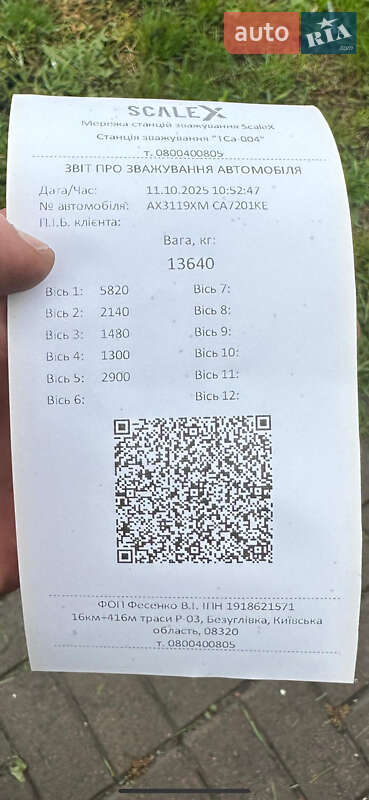 auto RIA .com
SCALEX
Мережа станцій зважування ScaleX
Станція зважування "ТСа-004"
т. 0800400805
ЗВІТ ПРО ЗВАЖУВАННЯ АВТОМОБІЛЯ
Дата/Час: 11.10.2025 10:52:47
№ автомобіля: AX3119XM CA7201KE
П.І.Б. клієнта:
Вага, кг:
13640
Вісь 1: 5820 Вісь 7:
Вісь 2: 2140 Вісь 8:
Вісь 3: 1480 Вісь 9:
Вісь 4: 1300 Вісь 10:
Вісь 5: 2900 Вісь 11:
Вісь 6: Вісь 12:
ФОП Фесенко В.І. ІПН 1918621571
16км+416м траси Р-03, Безуглівка, Київська
область, 08320
т. 0800400805